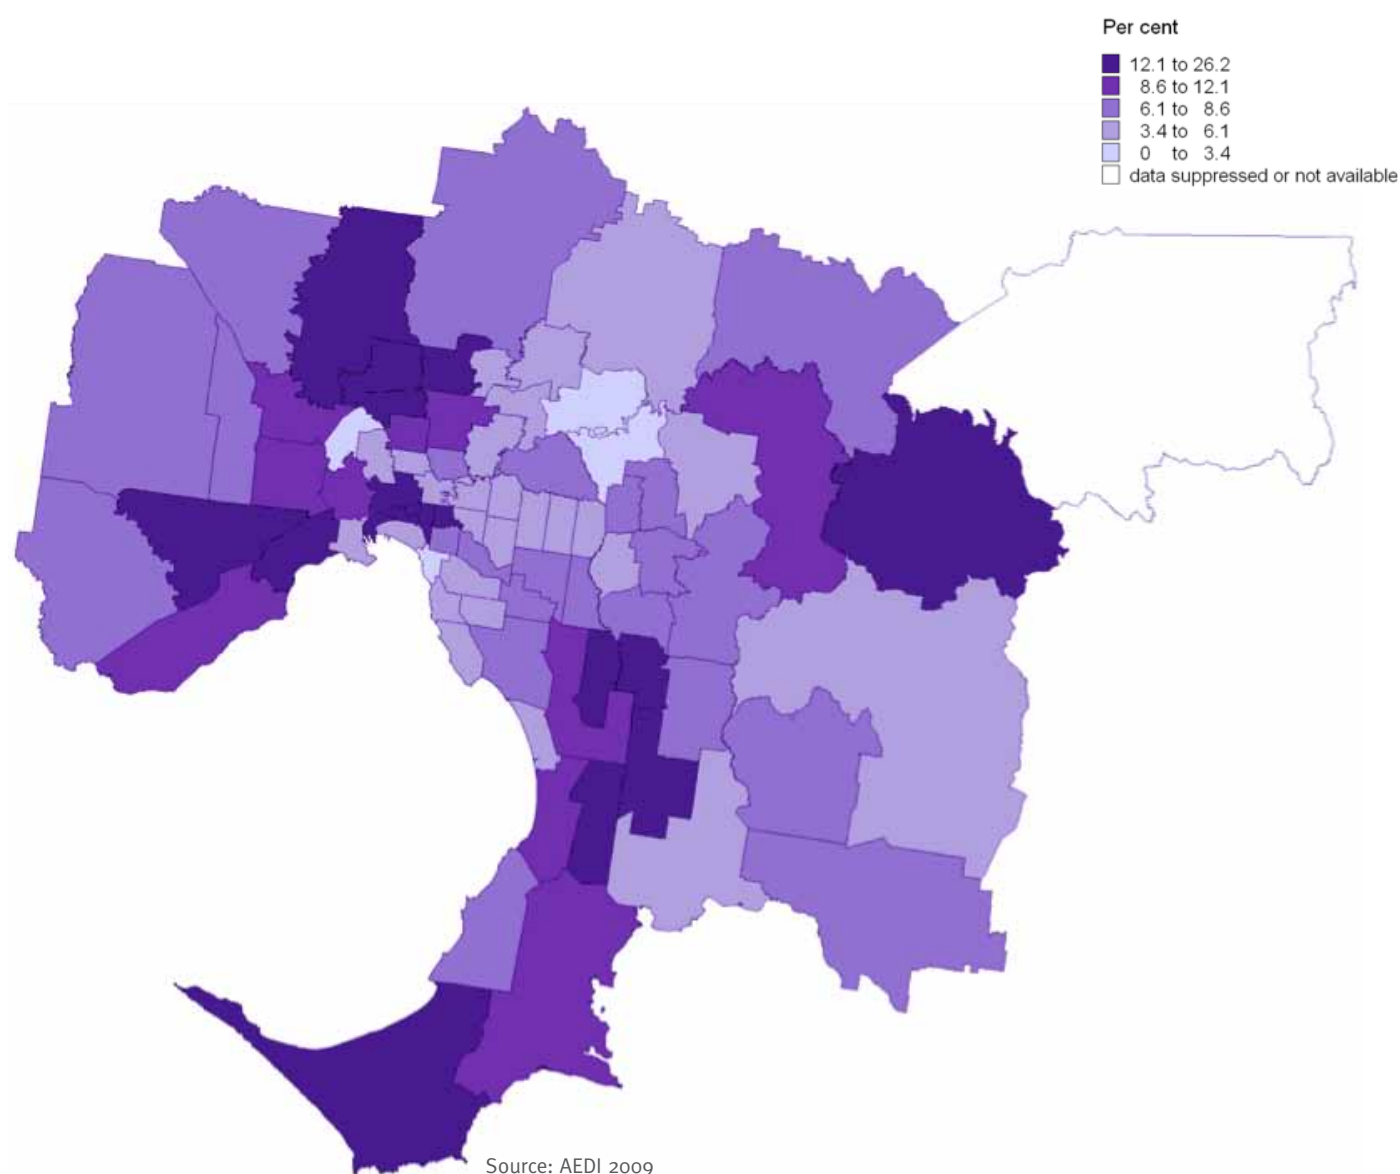 Per cent
12.1 to 26.2
8.6 to 12.1
6.1 to 8.6
3.4 to 6.1
0 to 3.4
data suppressed or not available
Source: AEDI 2009